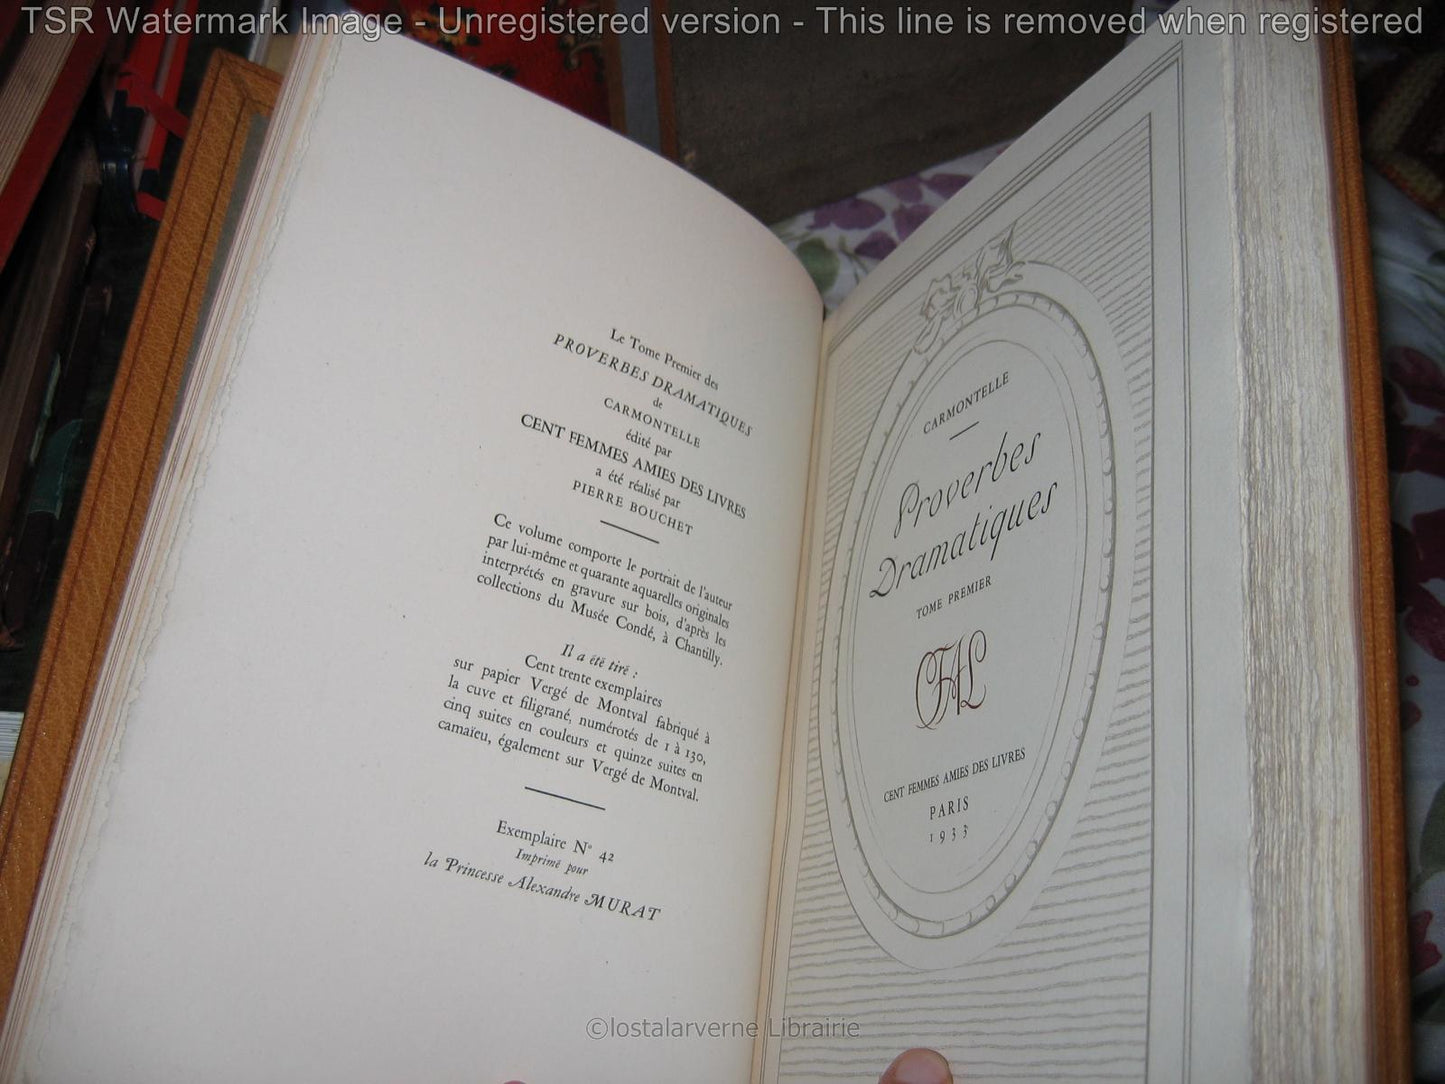 TSR Watermark Image - Unregistered version - This line is removed when registered
Le Tome Premier des
PROVERBES DRAMATIQUES
de
CARMONTELLE
édité par
CENT FEMMES AMIES DES LIVRES
a été réalisé par
PIERRE BOUCHET
Ce volume comporte le portrait de l'auteur
par lui-même et quarante aquarelles originales
interprétés en gravure sur bois, d'après les
collections du Musée Condé, à Chantilly.
Il a été tiré :
Cent trente exemplaires
sur papier Vergé de Montval fabriqué à
la cuve et filigrané, numérotés de 1 à 130,
cinq suites en couleurs et quinze suites en
camaïeu, également sur Vergé de Montval.
Exemplaire N° 42
Imprimé pour
la Princesse Alexandre MURAT
CARMONTELLE
Proverbes
Dramatiques
TOME PREMIER
CFAL
CENT FEMMES AMIES DES LIVRES
PARIS
1933
©lostalarverne Librairie